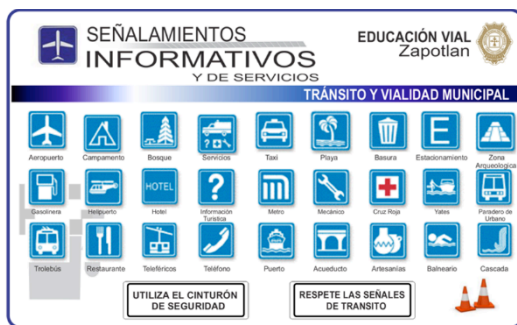 SEÑALAMIENTOS
INFORMATIVOS
Y DE SERVICIOS
EDUCACIÓN VIAL
Zapotlan
TRÁNSITO Y VIALIDAD MUNICIPAL
E
Aeropuerto Campamento Bosque Servicios Taxi Playa Basura Estacionamiento Zona
Arqueologica
HOTEL ?
Gasolinera Helipuerto Hotel Información Metro Mecánico Cruz Roja Yates Paradero de
Turistica Urbano
Trolebús Restaurante Teleféricos Teléfono Puerto Acueducto Artesanías Balneario Cascada
UTILIZA EL CINTURÓN
DE SEGURIDAD
RESPETE LAS SEÑALES
DE TRANSITO